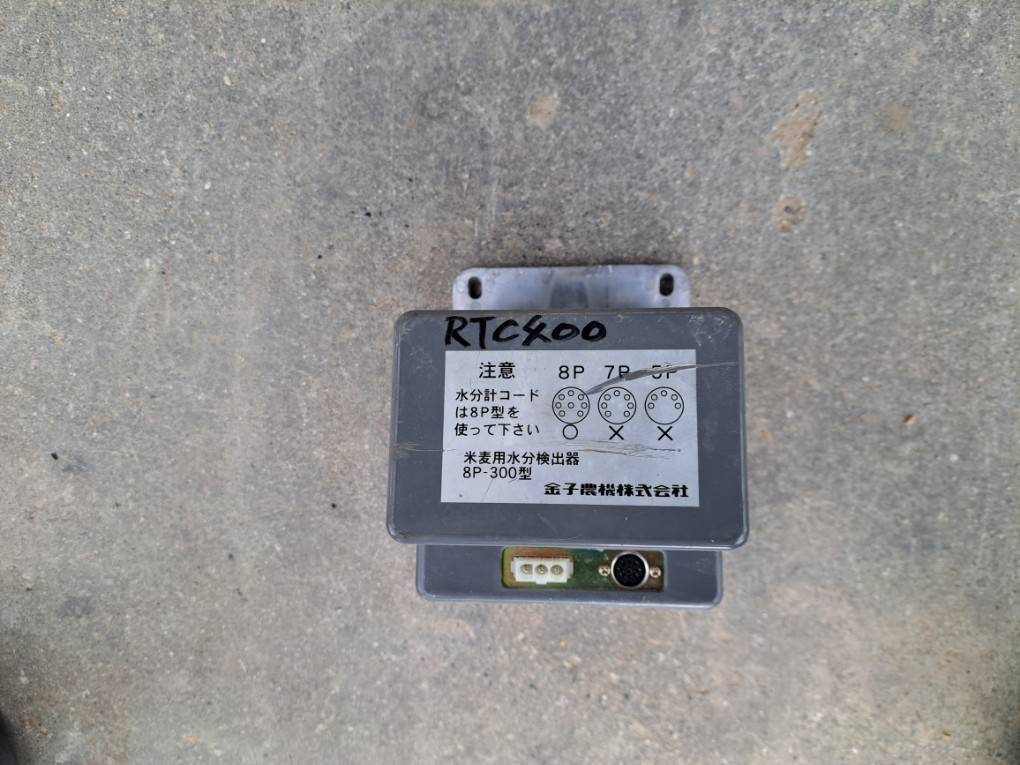 RTC400
注意 8P 7P 5P
水分計コード
は8P型を
使って下さい ○ × ×
米麦用水分検出器
8P-300型
金子農機株式会社